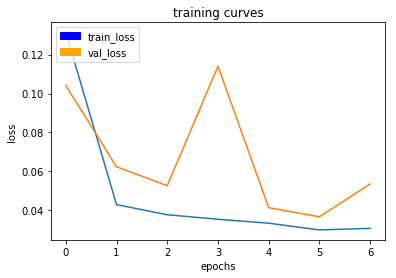 training curves
train_loss
val_loss
0.12
0.10
0.08
0.06
0.04
loss
0 1 2 3 4 5 6
epochs